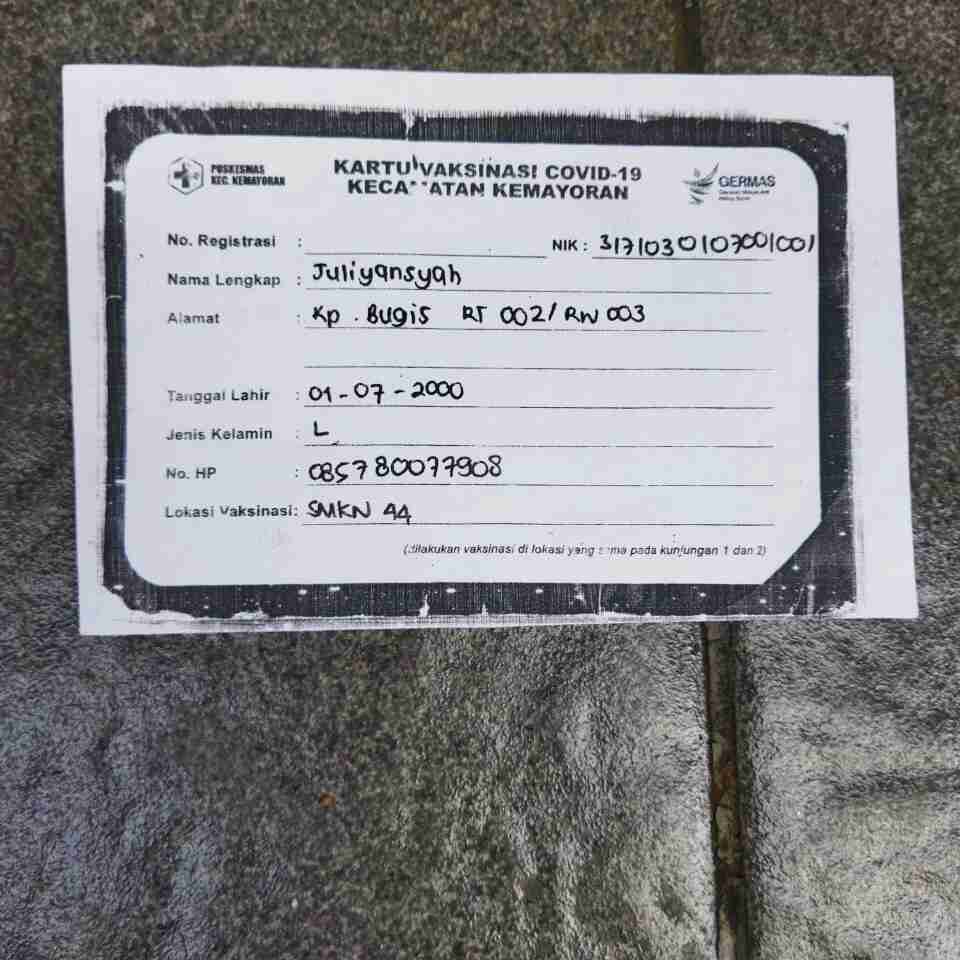 PUSKESMAS
KEC. KEMAYORAN
KARTU VAKSINASI COVID-19
KECAMATAN KEMAYORAN
GERMAS
No. Registrasi : NIK : 3171030107001001
Nama Lengkap : Juliyansyah
Alamat : Kp. Bugis RT 002/RW 003
Tanggal Lahir : 01-07-2000
Jenis Kelamin : L
No. HP : 085780077908
Lokasi Vaksinasi: SMKN 44
(dilakukan vaksinasi di lokasi yang sama pada kunjungan 1 dan 2)